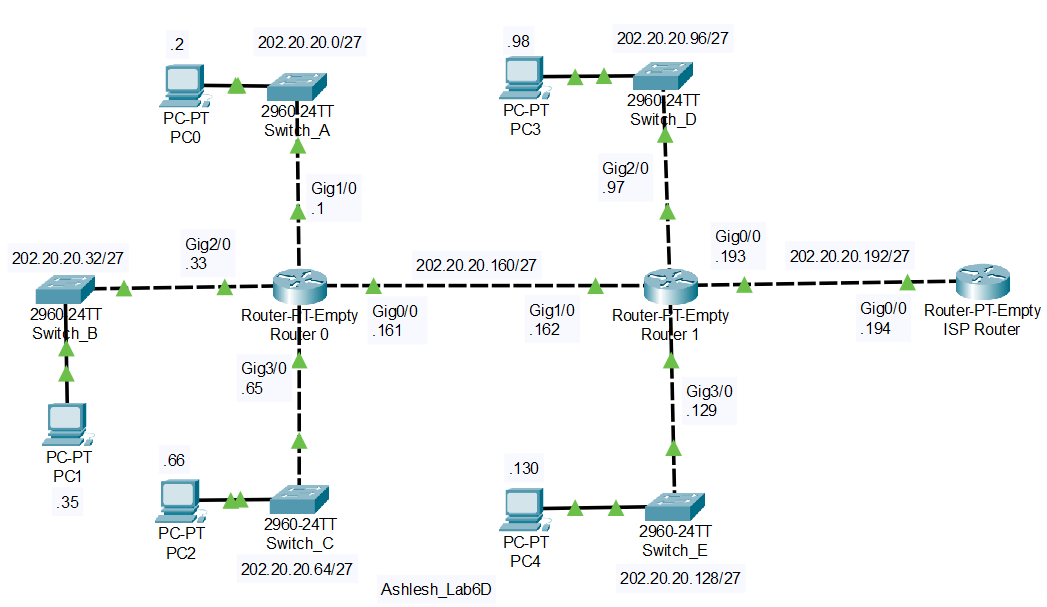 .2
202.20.20.0/27
PC-PT
PC0
2960-24TT
Switch_A
Gig1/0
.1
.98
202.20.20.96/27
PC-PT
PC3
2960-24TT
Switch_D
Gig2/0
.97
202.20.20.32/27
2960-24TT
Switch_B
Gig2/0
.33
Router-PT-Empty
Router 0
202.20.20.160/27
Gig0/0
.161
Gig1/0
.162
Router-PT-Empty
Router 1
Gig0/0
.193
202.20.20.192/27
Gig0/0
.194
Router-PT-Empty
ISP Router
Gig3/0
.65
Gig3/0
.129
PC-PT
PC1
.35
.66
PC-PT
PC2
2960-24TT
Switch_C
202.20.20.64/27
.130
PC-PT
PC4
2960-24TT
Switch_E
202.20.20.128/27
Ashlesh_Lab6D